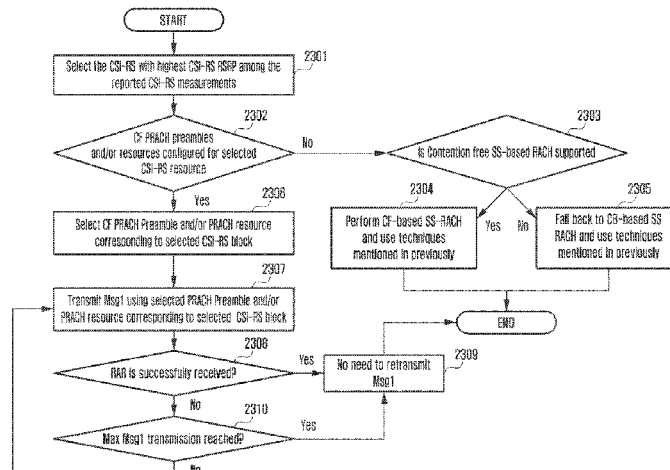 START
2301
Select the CSI-RS with highest CSI-RS RSRP among the
reported CSI-RS measurements
2302
CF PRACH preambles
and/or resources configured for selected
CSI-RS resource
No
2303
Is Contention free SS-based RACH supported
Yes
2306
Select CF PRACH Preamble and/or PRACH resource
corresponding to selected CSI-RS block
2304
Perform CF-based SS-RACH
and use techniques
mentioned in previously
Yes
No
2305
Fall back to CB-based SS
RACH and use techniques
mentioned in previously
2307
Transmit Msg1 using selected PRACH Preamble and/or
PRACH resource corresponding to selected CSI-RS block
END
2308
RAR is successfully received?
Yes
No need to retransmit
Msg1
2309
No
2310
Max Msg1 transmission reached?
Yes
No